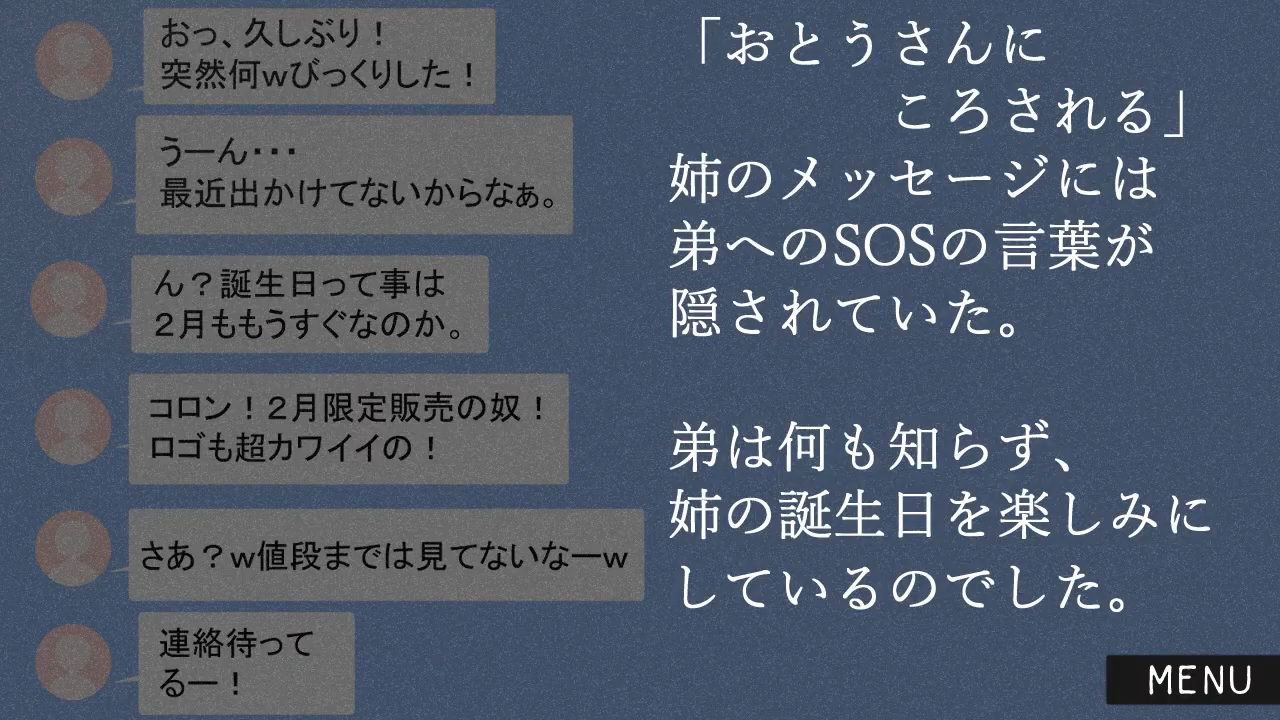 おっ、久しぶり！
突然何wびっくりした！
うーん・・・
最近出かけてないからなぁ。
ん？誕生日って事は
２月ももうすぐなのか。
コロン！２月限定販売の奴！
ロゴも超カワイイの！
さあ？w値段までは見てないなーw
連絡待って
るー！
「おとうさんに
ころされる」
姉のメッセージには
弟へのSOSの言葉が
隠されていた。
弟は何も知らず、
姉の誕生日を楽しみに
しているのでした。
MENU